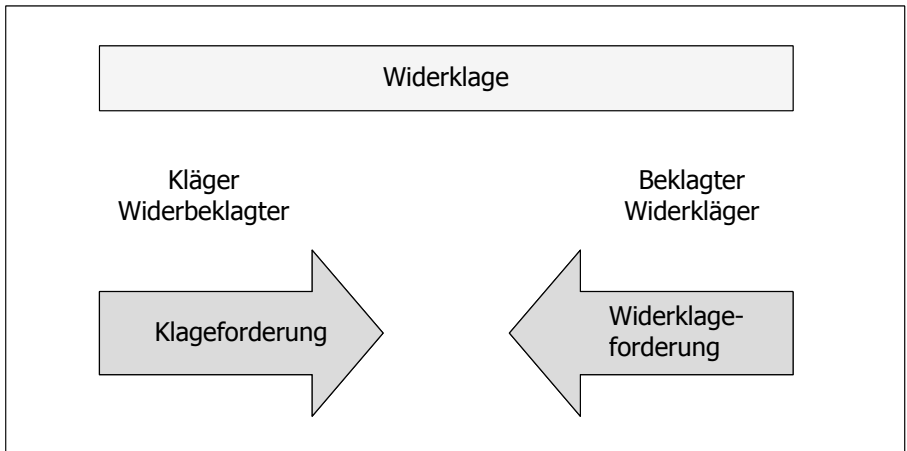 Widerklage
Kläger
Widerbeklagter
Beklagter
Widerkläger
Klageforderung
Widerklage-
forderung